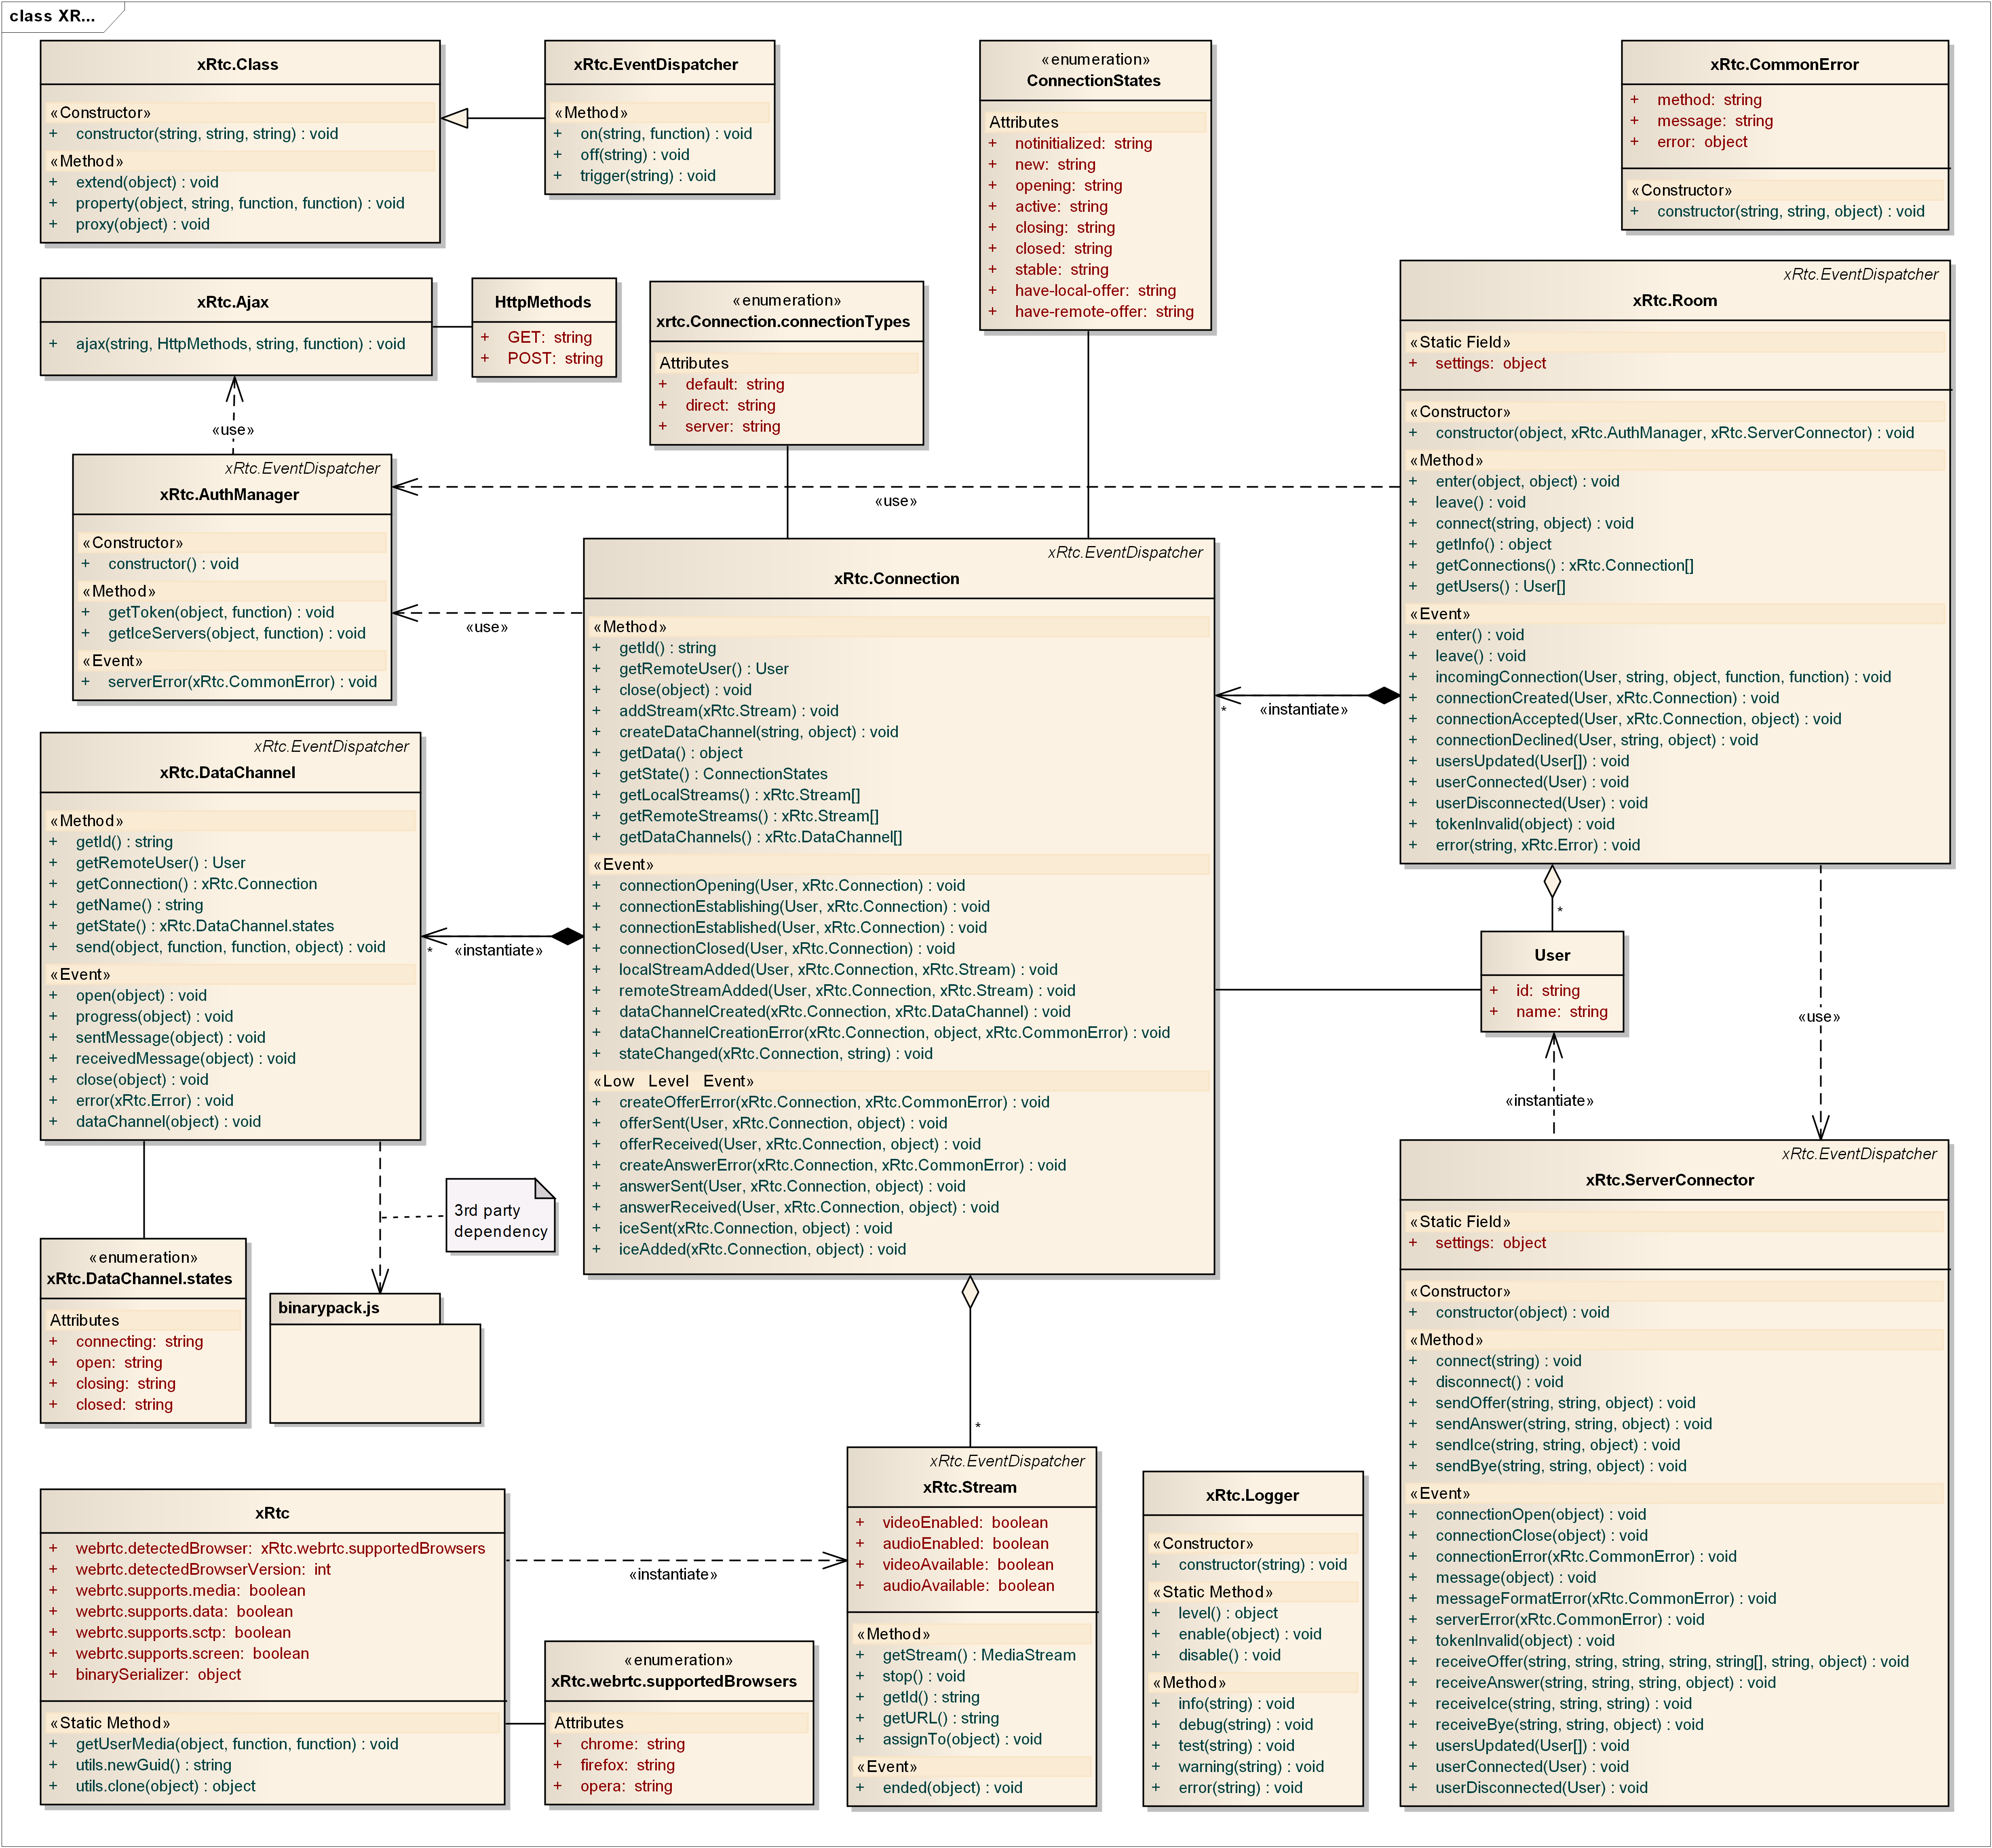 class XR...
xRtc.Class
«Constructor»
+ constructor(string, string, string) : void
«Method»
+ extend(object) : void
+ property(object, string, function, function) : void
+ proxy(object) : void
xRtc.EventDispatcher
«Method»
+ on(string, function) : void
+ off(string) : void
+ trigger(string) : void
«enumeration»
ConnectionStates
Attributes
+ notinitialized: string
+ new: string
+ opening: string
+ active: string
+ closing: string
+ closed: string
+ stable: string
+ have-local-offer: string
+ have-remote-offer: string
xRtc.CommonError
+ method: string
+ message: string
+ error: object
«Constructor»
+ constructor(string, string, object) : void
xRtc.Ajax
+ ajax(string, HttpMethods, string, function) : void
HttpMethods
+ GET: string
+ POST: string
«enumeration»
xrtc.Connection.connectionTypes
Attributes
+ default: string
+ direct: string
+ server: string
xRtc.EventDispatcher
xRtc.Room
«Static Field»
+ settings: object
«Constructor»
+ constructor(object, xRtc.AuthManager, xRtc.ServerConnector) : void
«Method»
+ enter(object, object) : void
+ leave() : void
+ connect(string, object) : void
+ getInfo() : object
+ getConnections() : xRtc.Connection[]
+ getUsers() : User[]
«Event»
+ enter() : void
+ leave() : void
+ incomingConnection(User, string, object, function, function) : void
+ connectionCreated(User, xRtc.Connection) : void
+ connectionAccepted(User, xRtc.Connection, object) : void
+ connectionDeclined(User, string, object) : void
+ usersUpdated(User[]) : void
+ userConnected(User) : void
+ userDisconnected(User) : void
+ tokenInvalid(object) : void
+ error(string, xRtc.Error) : void
«use»
xRtc.EventDispatcher
xRtc.AuthManager
«Constructor»
+ constructor() : void
«Method»
+ getToken(object, function) : void
+ getIceServers(object, function) : void
«Event»
+ serverError(xRtc.CommonError) : void
«use»
«use»
xRtc.EventDispatcher
xRtc.Connection
«Method»
+ getId() : string
+ getRemoteUser() : User
+ close(object) : void
+ addStream(xRtc.Stream) : void
+ createDataChannel(string, object) : void
+ getData() : object
+ getState() : ConnectionStates
+ getLocalStreams() : xRtc.Stream[]
+ getRemoteStreams() : xRtc.Stream[]
+ getDataChannels() : xRtc.DataChannel[]
«Event»
+ connectionOpening(User, xRtc.Connection) : void
+ connectionEstablishing(User, xRtc.Connection) : void
+ connectionEstablished(User, xRtc.Connection) : void
+ connectionClosed(User, xRtc.Connection) : void
+ localStreamAdded(User, xRtc.Connection, xRtc.Stream) : void
+ remoteStreamAdded(User, xRtc.Connection, xRtc.Stream) : void
+ dataChannelCreated(xRtc.Connection, xRtc.DataChannel) : void
+ dataChannelCreationError(xRtc.Connection, object, xRtc.CommonError) : void
+ stateChanged(xRtc.Connection, string) : void
«Low Level Event»
+ createOfferError(xRtc.Connection, xRtc.CommonError) : void
+ offerSent(User, xRtc.Connection, object) : void
+ offerReceived(User, xRtc.Connection, object) : void
+ createAnswerError(xRtc.Connection, xRtc.CommonError) : void
+ answerSent(User, xRtc.Connection, object) : void
+ answerReceived(User, xRtc.Connection, object) : void
+ iceSent(xRtc.Connection, object) : void
+ iceAdded(xRtc.Connection, object) : void
*
«instantiate»
xRtc.EventDispatcher
xRtc.DataChannel
«Method»
+ getId() : string
+ getRemoteUser() : User
+ getConnection() : xRtc.Connection
+ getName() : string
+ getState() : xRtc.DataChannel.states
+ send(object, function, function, object) : void
«Event»
+ open(object) : void
+ progress(object) : void
+ sentMessage(object) : void
+ receivedMessage(object) : void
+ close(object) : void
+ error(xRtc.Error) : void
+ dataChannel(object) : void
*
«instantiate»
*
User
+ id: string
+ name: string
«use»
«instantiate»
3rd party
dependency
«enumeration»
xRtc.DataChannel.states
Attributes
+ connecting: string
+ open: string
+ closing: string
+ closed: string
binarypack.js
xRtc.EventDispatcher
xRtc.ServerConnector
«Static Field»
+ settings: object
«Constructor»
+ constructor(object) : void
«Method»
+ connect(string) : void
+ disconnect() : void
+ sendOffer(string, string, object) : void
+ sendAnswer(string, string, object) : void
+ sendIce(string, string, object) : void
+ sendBye(string, string, object) : void
«Event»
+ connectionOpen(object) : void
+ connectionClose(object) : void
+ connectionError(xRtc.CommonError) : void
+ message(object) : void
+ messageFormatError(xRtc.CommonError) : void
+ serverError(xRtc.CommonError) : void
+ tokenInvalid(object) : void
+ receiveOffer(string, string, string, string, string[], string, object) : void
+ receiveAnswer(string, string, string, object) : void
+ receiveIce(string, string, string) : void
+ receiveBye(string, string, object) : void
+ usersUpdated(User[]) : void
+ userConnected(User) : void
+ userDisconnected(User) : void
*
xRtc.EventDispatcher
xRtc.Stream
+ videoEnabled: boolean
+ audioEnabled: boolean
+ videoAvailable: boolean
+ audioAvailable: boolean
«Method»
+ getStream() : MediaStream
+ stop() : void
+ getId() : string
+ getURL() : string
+ assignTo(object) : void
«Event»
+ ended(object) : void
xRtc.Logger
«Constructor»
+ constructor(string) : void
«Static Method»
+ level() : object
+ enable(object) : void
+ disable() : void
«Method»
+ info(string) : void
+ debug(string) : void
+ test(string) : void
+ warning(string) : void
+ error(string) : void
xRtc
+ webrtc.detectedBrowser: xRtc.webrtc.supportedBrowsers
+ webrtc.detectedBrowserVersion: int
+ webrtc.supports.media: boolean
+ webrtc.supports.data: boolean
+ webrtc.supports.sctp: boolean
+ webrtc.supports.screen: boolean
+ binarySerializer: object
«Static Method»
+ getUserMedia(object, function, function) : void
+ utils.newGuid() : string
+ utils.clone(object) : object
«instantiate»
«enumeration»
xRtc.webrtc.supportedBrowsers
Attributes
+ chrome: string
+ firefox: string
+ opera: string